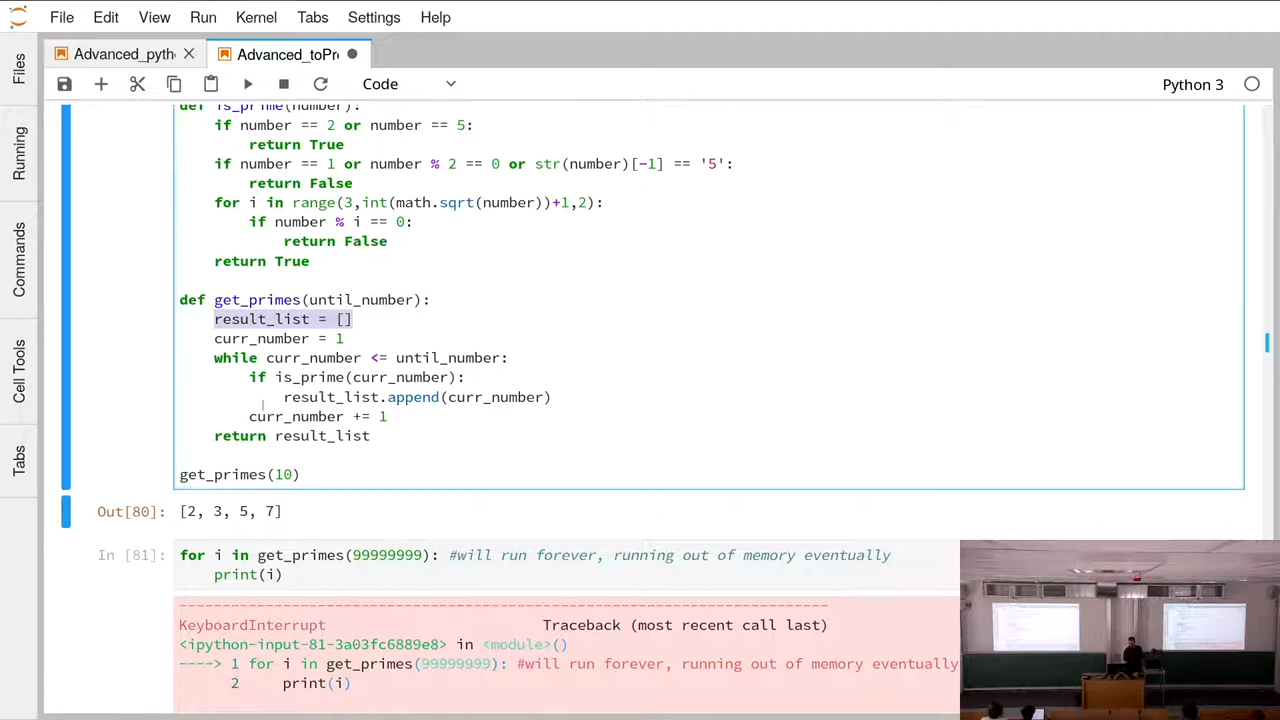 File Edit View Run Kernel Tabs Settings Help
Advanced_pyth
Advanced_toPr
Code
Python 3
Files
Running
Commands
Cell Tools
Tabs
def is_prime(number):
if number == 2 or number == 5:
return True
if number == 1 or number % 2 == 0 or str(number)[-1] == '5':
return False
for i in range(3,int(math.sqrt(number))+1,2):
if number % i == 0:
return False
return True
def get_primes(until_number):
result_list = []
curr_number = 1
while curr_number <= until_number:
if is_prime(curr_number):
result_list.append(curr_number)
curr_number += 1
return result_list
get_primes(10)
Out[80]: [2, 3, 5, 7]
In [81]: for i in get_primes(99999999): #will run forever, running out of memory eventually
print(i)
---------------------------------------------------------------------------
KeyboardInterrupt Traceback (most recent call last)
<ipython-input-81-3a03fc6889e8> in <module>()
----> 1 for i in get_primes(99999999): #will run forever, running out of memory eventually
2 print(i)